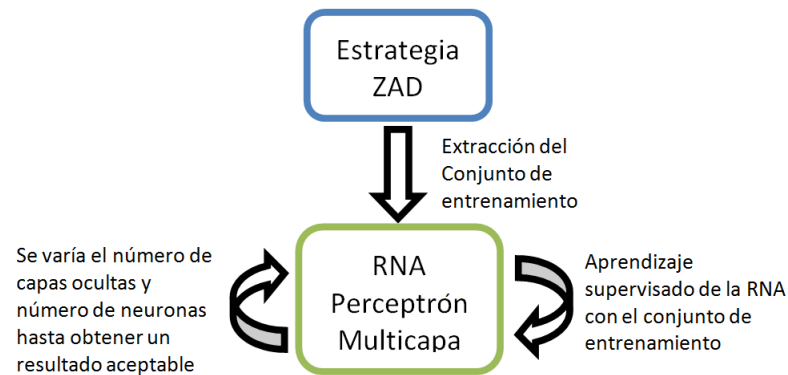 Estrategia
ZAD
Extracción del
Conjunto de
entrenamiento
Se varía el número de
capas ocultas y
número de neuronas
hasta obtener un
resultado aceptable
RNA
Perceptrón
Multicapa
Aprendizaje
supervisado de la RNA
con el conjunto de
entrenamiento